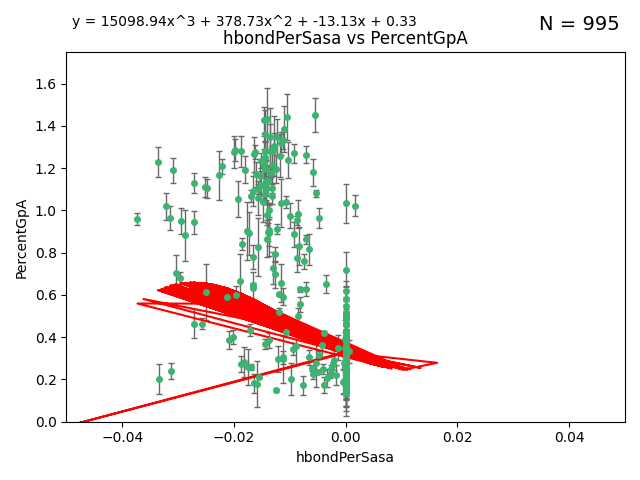 y = 15098.94x^3 + 378.73x^2 + -13.13x + 0.33
N = 995
hbondPerSasa vs PercentGpA
PercentGpA
1.6
1.4
1.2
1.0
0.8
0.6
0.4
0.2
0.0
−0.04 −0.02 0.00 0.02 0.04
hbondPerSasa